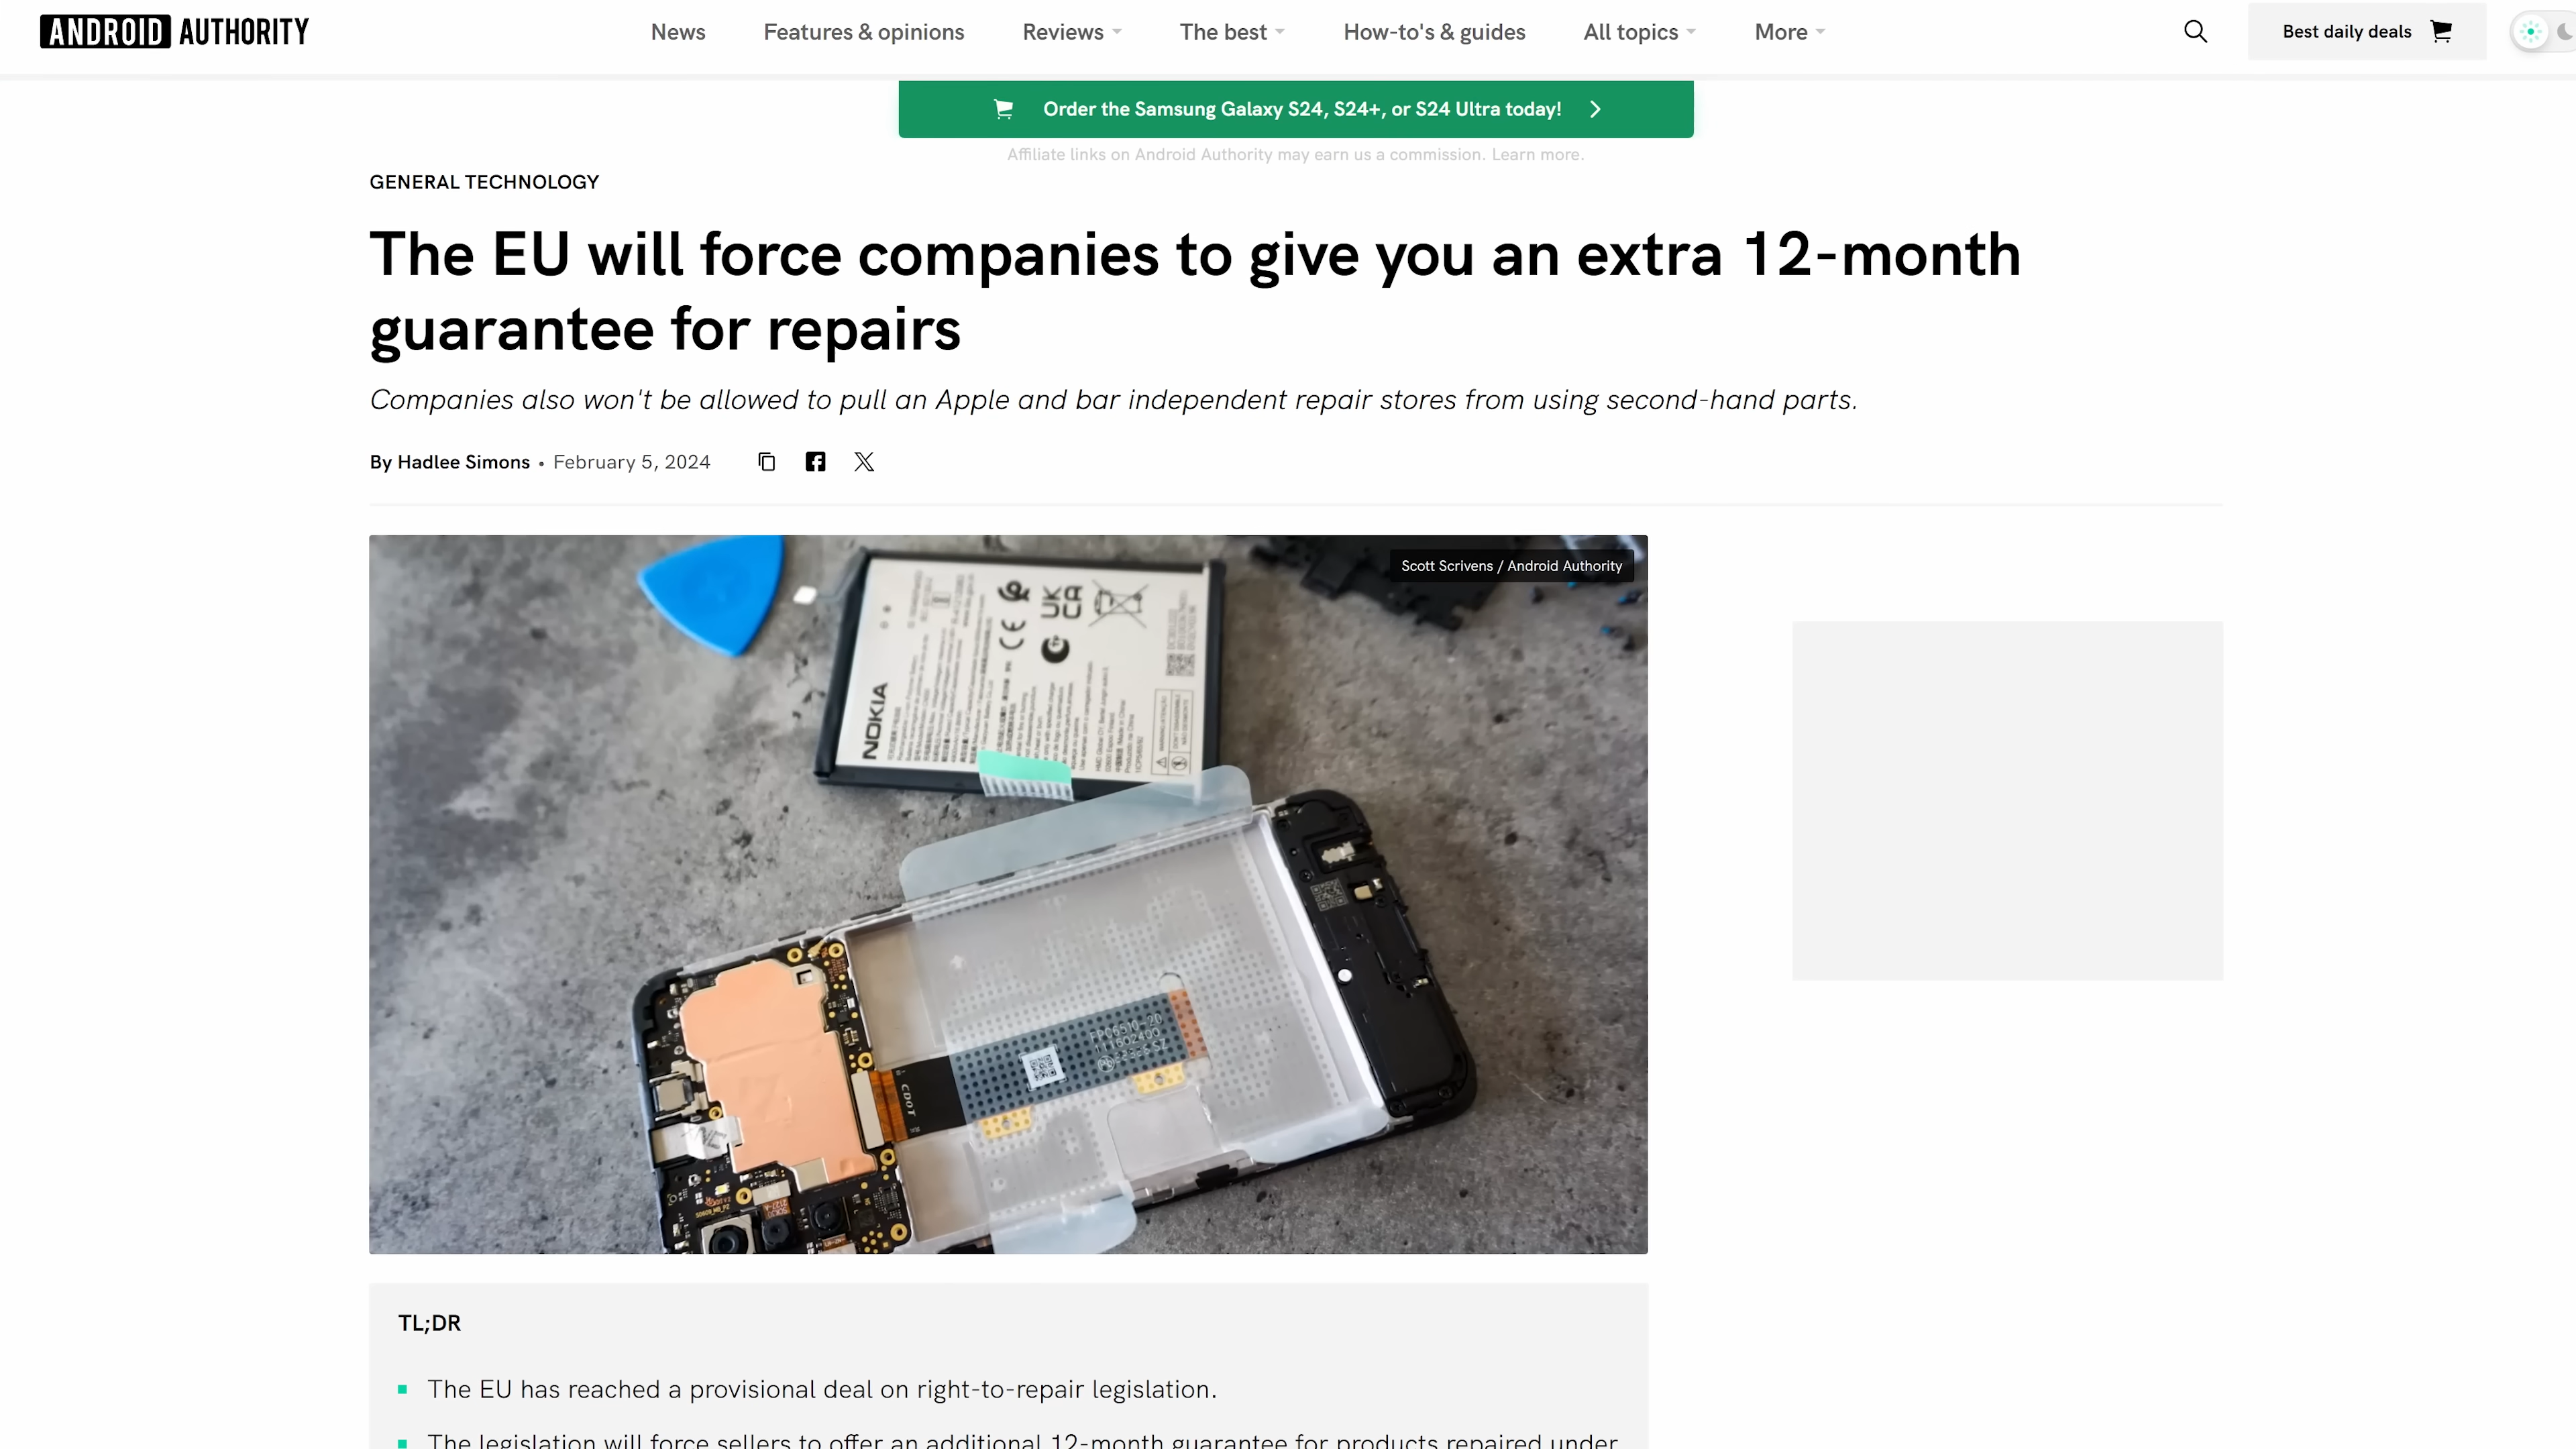 ANDROID AUTHORITY
News
Features & opinions
Reviews
The best
How-to's & guides
All topics
More
Best daily deals
Order the Samsung Galaxy S24, S24+, or S24 Ultra today!
Affiliate links on Android Authority may earn us a commission. Learn more.
GENERAL TECHNOLOGY
The EU will force companies to give you an extra 12-month
guarantee for repairs
Companies also won't be allowed to pull an Apple and bar independent repair stores from using second-hand parts.
By Hadlee Simons • February 5, 2024
Scott Scrivens / Android Authority
NOKIA
CE
UK
CA
TL;DR
The EU has reached a provisional deal on right-to-repair legislation.
The legislation will force sellers to offer an additional 12-month guarantee for products repaired under